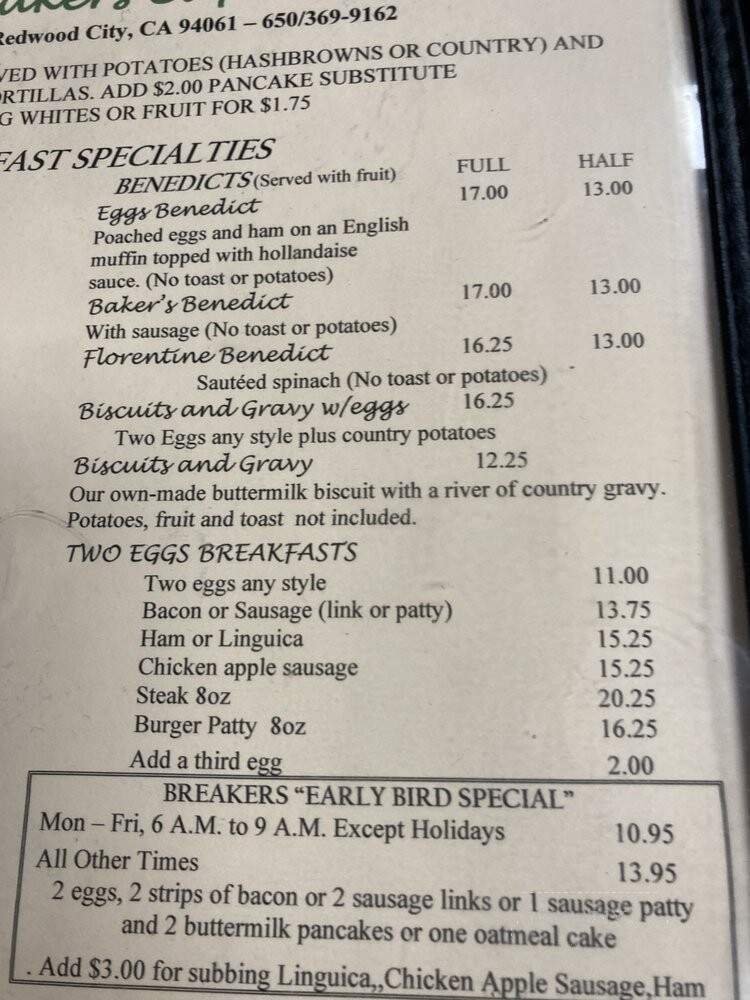 Redwood City, CA 94061 – 650/369-9162
VED WITH POTATOES (HASHBROWNS OR COUNTRY) AND
RTILLAS. ADD $2.00 PANCAKE SUBSTITUTE
G WHITES OR FRUIT FOR $1.75
FAST SPECIALTIES
BENEDICTS (Served with fruit) FULL HALF
Eggs Benedict 17.00 13.00
Poached eggs and ham on an English
muffin topped with hollandaise
sauce. (No toast or potatoes)
Baker's Benedict 17.00 13.00
With sausage (No toast or potatoes)
Florentine Benedict 16.25 13.00
Sautéed spinach (No toast or potatoes)
Biscuits and Gravy w/eggs 16.25
Two Eggs any style plus country potatoes
Biscuits and Gravy 12.25
Our own-made buttermilk biscuit with a river of country gravy.
Potatoes, fruit and toast not included.
TWO EGGS BREAKFASTS
Two eggs any style 11.00
Bacon or Sausage (link or patty) 13.75
Ham or Linguica 15.25
Chicken apple sausage 15.25
Steak 8oz 20.25
Burger Patty 8oz 16.25
Add a third egg 2.00
BREAKERS “EARLY BIRD SPECIAL”
Mon – Fri, 6 A.M. to 9 A.M. Except Holidays 10.95
All Other Times 13.95
2 eggs, 2 strips of bacon or 2 sausage links or 1 sausage patty
and 2 buttermilk pancakes or one oatmeal cake
. Add $3.00 for subbing Linguica,,Chicken Apple Sausage,Ham